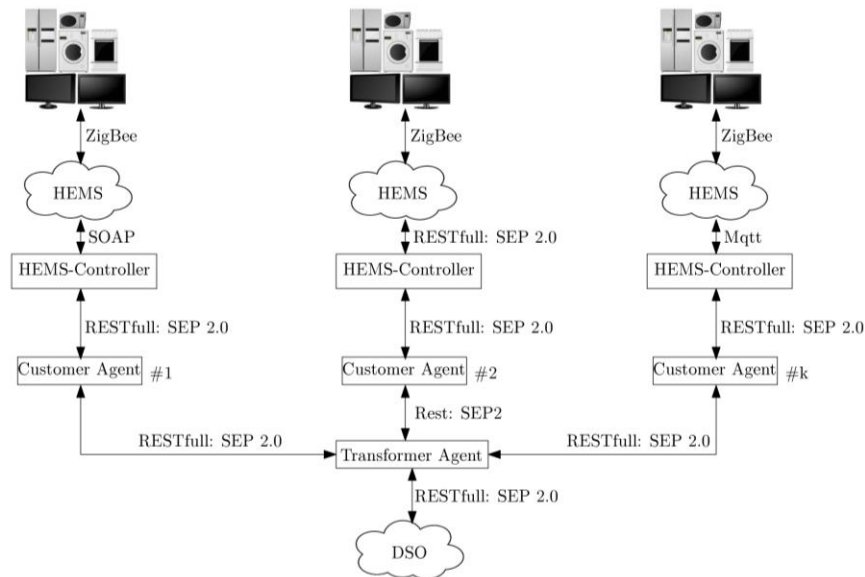 ZigBee
ZigBee
ZigBee
HEMS
HEMS
HEMS
SOAP
RESTfull: SEP 2.0
Mqtt
HEMS-Controller
HEMS-Controller
HEMS-Controller
RESTfull: SEP 2.0
RESTfull: SEP 2.0
RESTfull: SEP 2.0
Customer Agent #1
Customer Agent #2
Customer Agent #k
Rest: SEP2
RESTfull: SEP 2.0
RESTfull: SEP 2.0
Transformer Agent
RESTfull: SEP 2.0
DSO